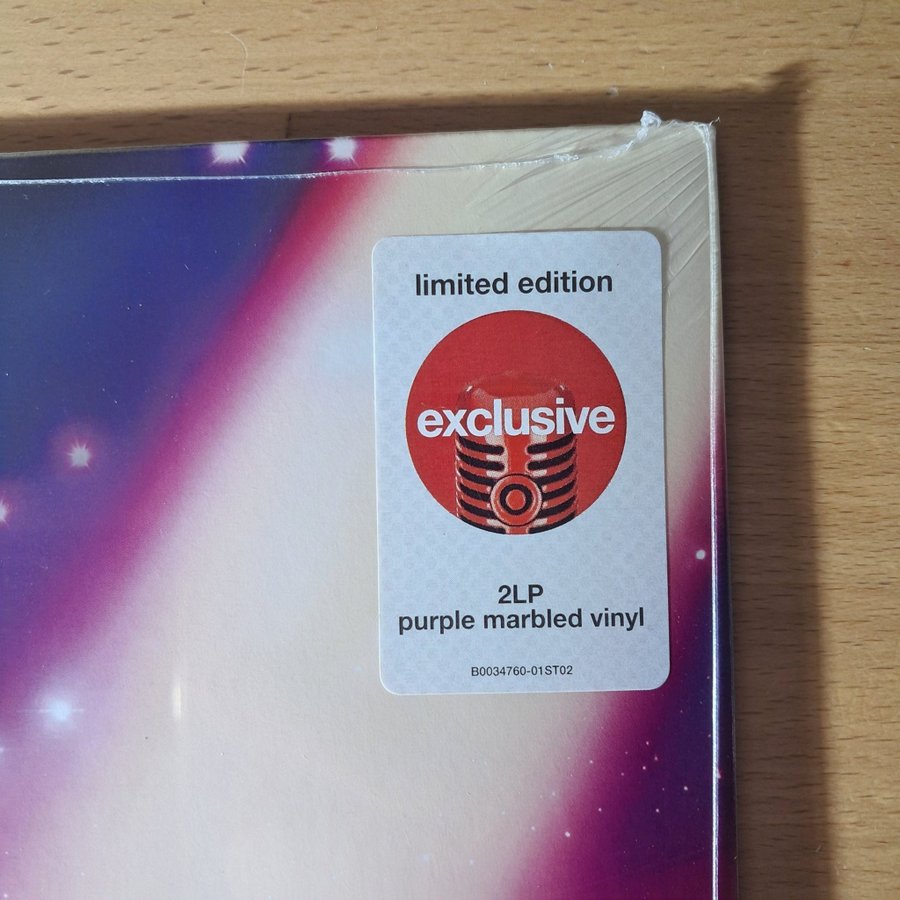 limited edition
exclusive
2LP
purple marbled vinyl
B0034760-01ST02